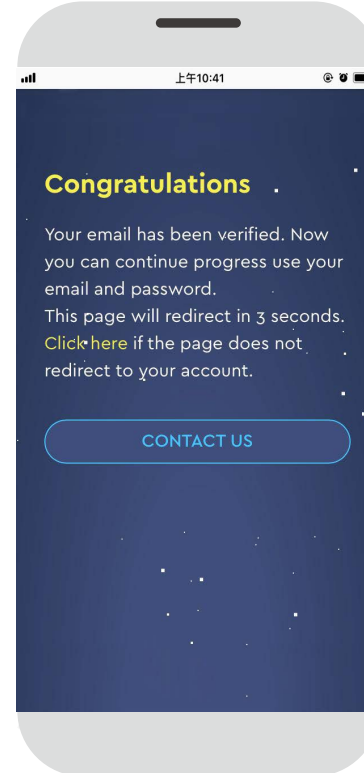 上午10:41
Congratulations
Your email has been verified. Now
you can continue progress use your
email and password.
This page will redirect in 3 seconds.
Click here if the page does not
redirect to your account.
CONTACT US